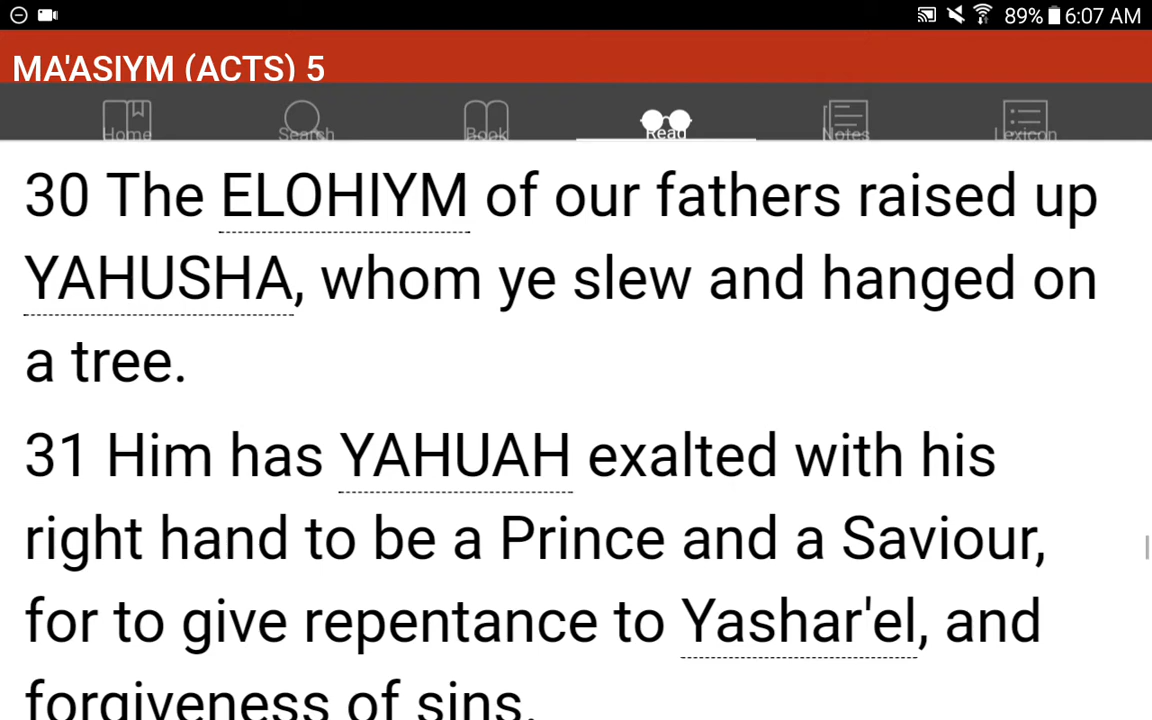 89% 6:07 AM
MA'ASIYM (ACTS) 5
Home Search Book Read Notes Lexicon
30 The ELOHIYM of our fathers raised up
YAHUSHA, whom ye slew and hanged on
a tree.
31 Him has YAHUAH exalted with his
right hand to be a Prince and a Saviour,
for to give repentance to Yashar'el, and
forgiveness of sins.